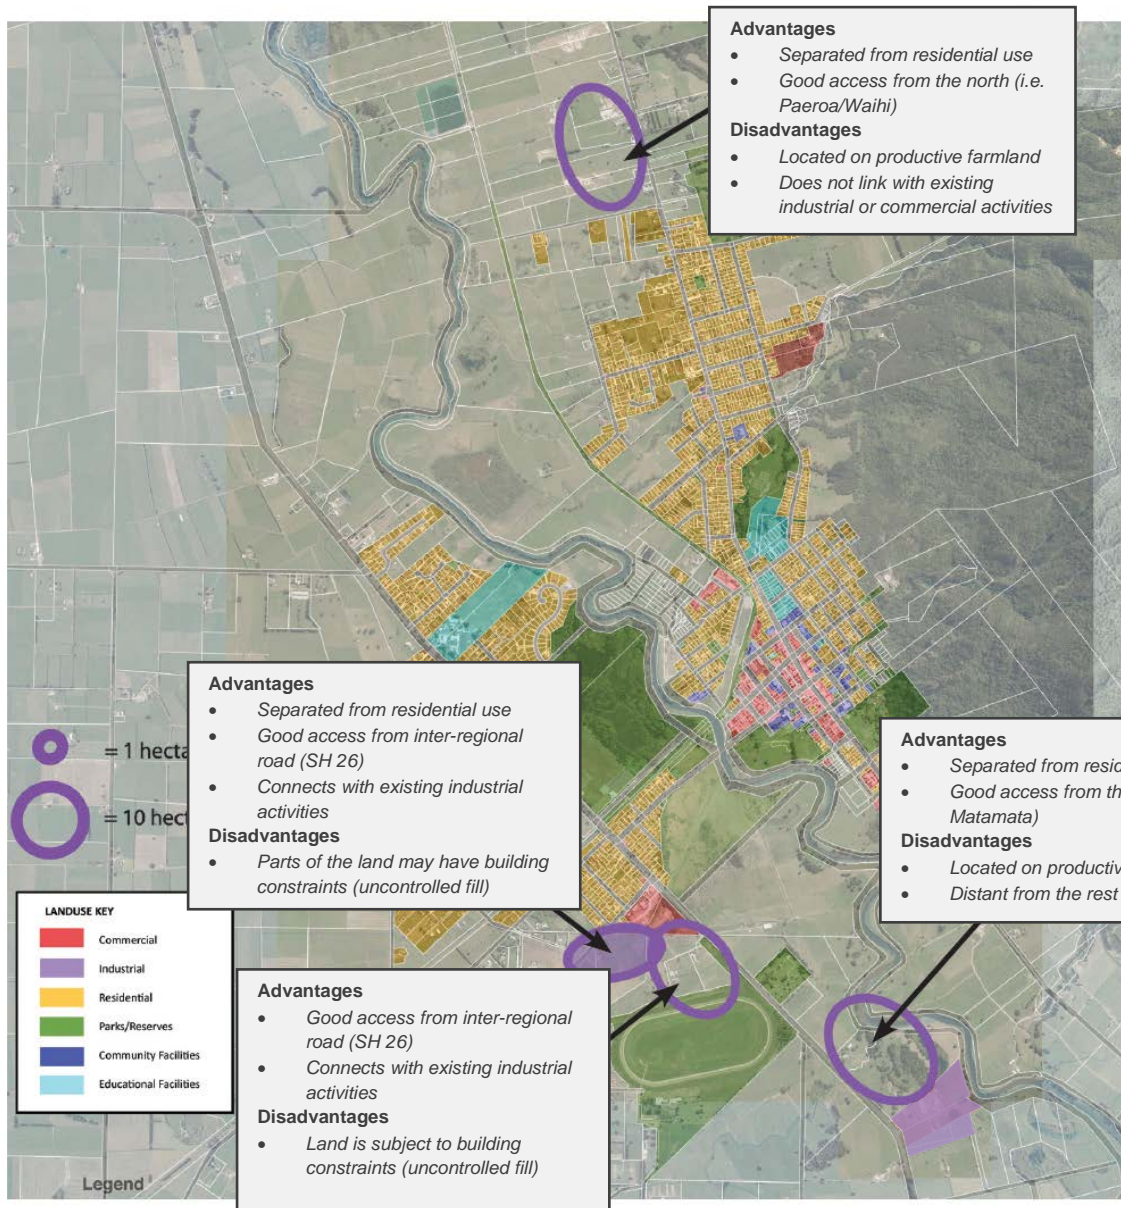 Advantages
• Separated from residential use
• Good access from the north (i.e.
Paeroa/Waihi)
Disadvantages
• Located on productive farmland
• Does not link with existing
industrial or commercial activities
Advantages
• Separated from residential use
• Good access from inter-regional
road (SH 26)
• Connects with existing industrial
activities
Disadvantages
• Parts of the land may have building
constraints (uncontrolled fill)
Advantages
• Separated from
• Good access from
Matamata)
Disadvantages
• Located on
• Distant from the rest
= 1
= 10
LANDUSE KEY
Commercial
Industrial
Residential
Parks/Reserves
Community Facilities
Educational Facilities
Advantages
• Good access from inter-regional
road (SH 26)
• Connects with existing industrial
activities
Disadvantages
• Land is subject to building
constraints (uncontrolled fill)
Legend